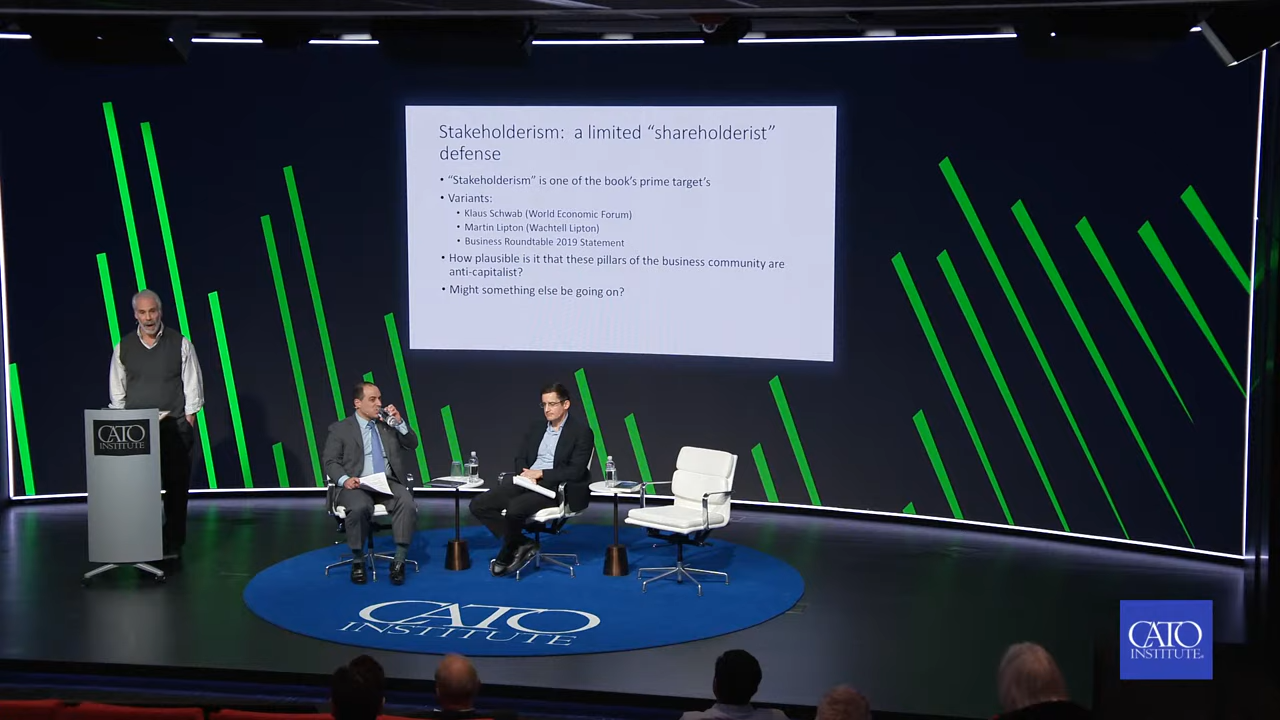 Stakeholderism: a limited “shareholderist”
defense
• “Stakeholderism” is one of the book’s prime target’s
• Variants:
• Klaus Schwab (World Economic Forum)
• Martin Lipton (Wachtell Lipton)
• Business Roundtable 2019 Statement
• How plausible is it that these pillars of the business community are
anti-capitalist?
• Might something else be going on?
CATO
INSTITUTE
CATO
INSTITUTE
CATO
INSTITUTE